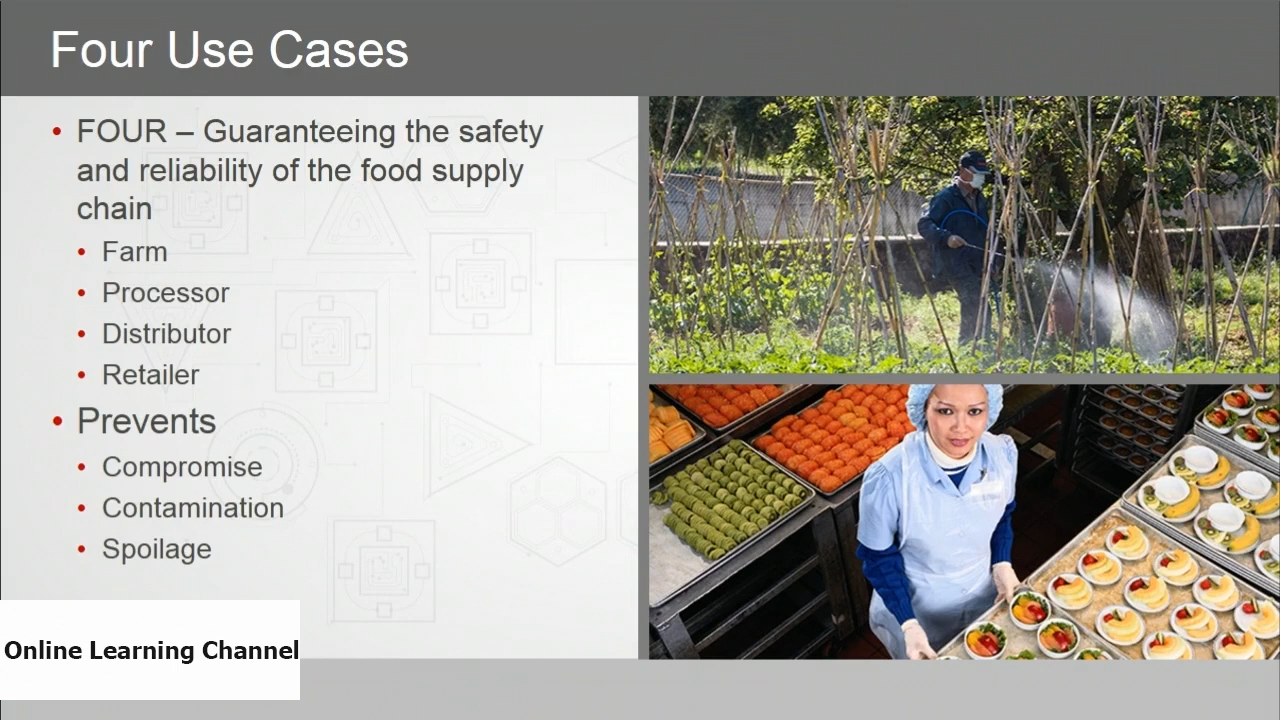 Four Use Cases
• FOUR – Guaranteeing the safety
and reliability of the food supply
chain
• Farm
• Processor
• Distributor
• Retailer
• Prevents
• Compromise
• Contamination
• Spoilage
Online Learning Channel